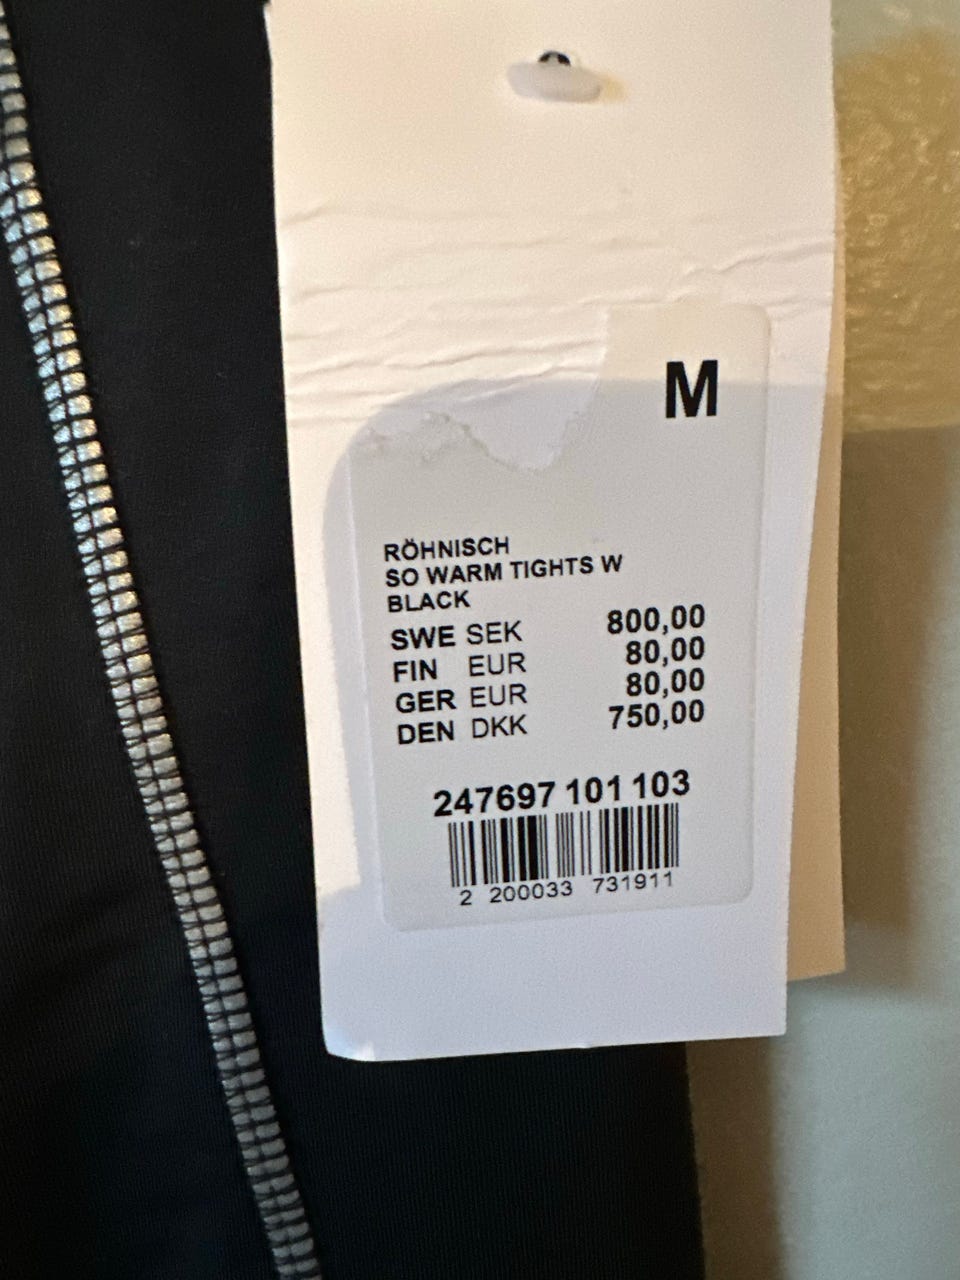 M
RÖHNISCH
SO WARM TIGHTS W
BLACK
SWE SEK 800,00
FIN EUR 80,00
GER EUR 80,00
DEN DKK 750,00
247697 101 103
2 200033 731911